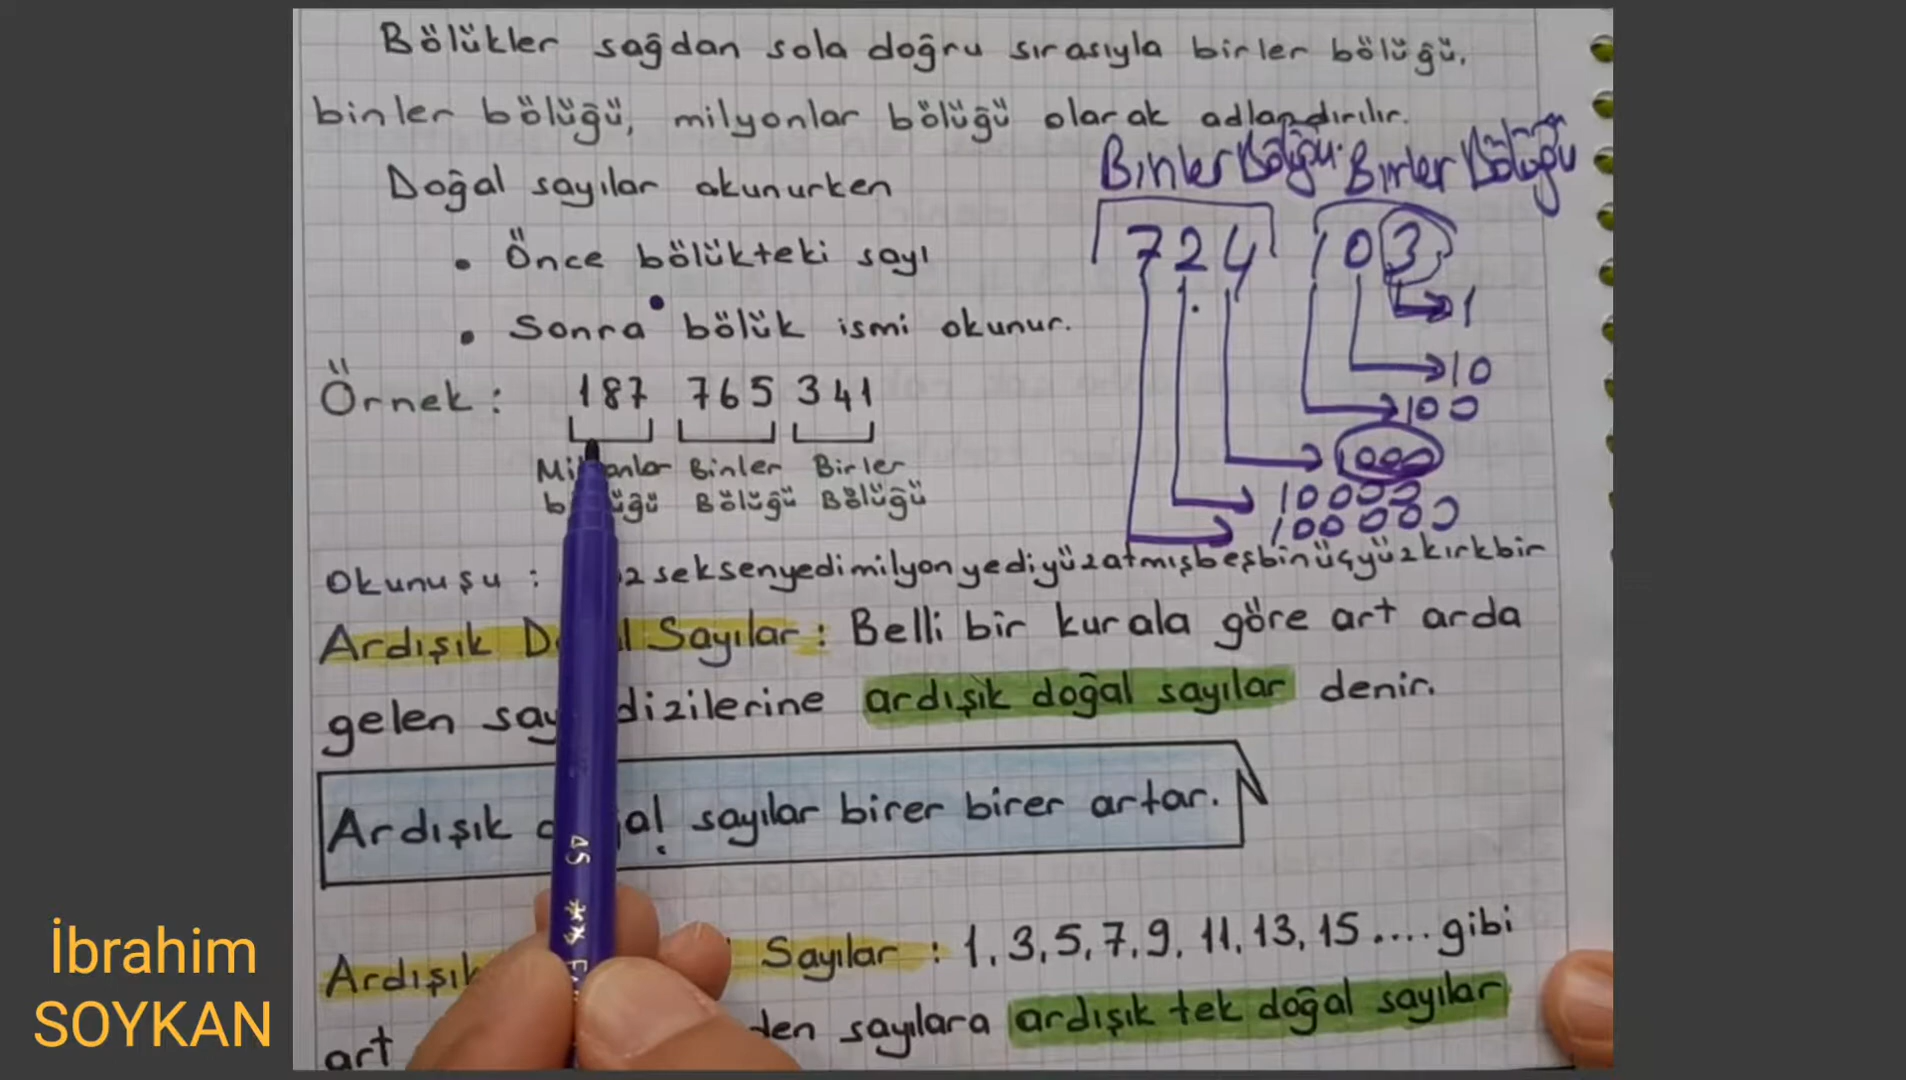 Bölükler sağdan sola doğru sırasıyla birler bölüğü,
binler bölüğü, milyonlar bölüğü olarak adlandırılır.
Doğal sayılar okunurken
• Önce bölükteki sayı
• Sonra bölük ismi okunur.
Örnek: 187 765 341
Binler Birler
Bölüğü Bölüğü
Binler Bölüğü Birler Bölüğü
724 103
1
10
100
1000
10000
100000
Okunuşu : seksenyedimilyonyediyüzatmışbeşbinüçyüzkırkbir
Ardışık Sayılar : Belli bir kurala göre art arda
gelen dizilerine ardışık doğal sayılar denir.
Ardışık sayılar birer birer artar.
Ardışık Sayılar : 1, 3, 5, 7, 9, 11, 13, 15 .... gibi
art sayılara ardışık tek doğal sayılar
İbrahim
SOYKAN